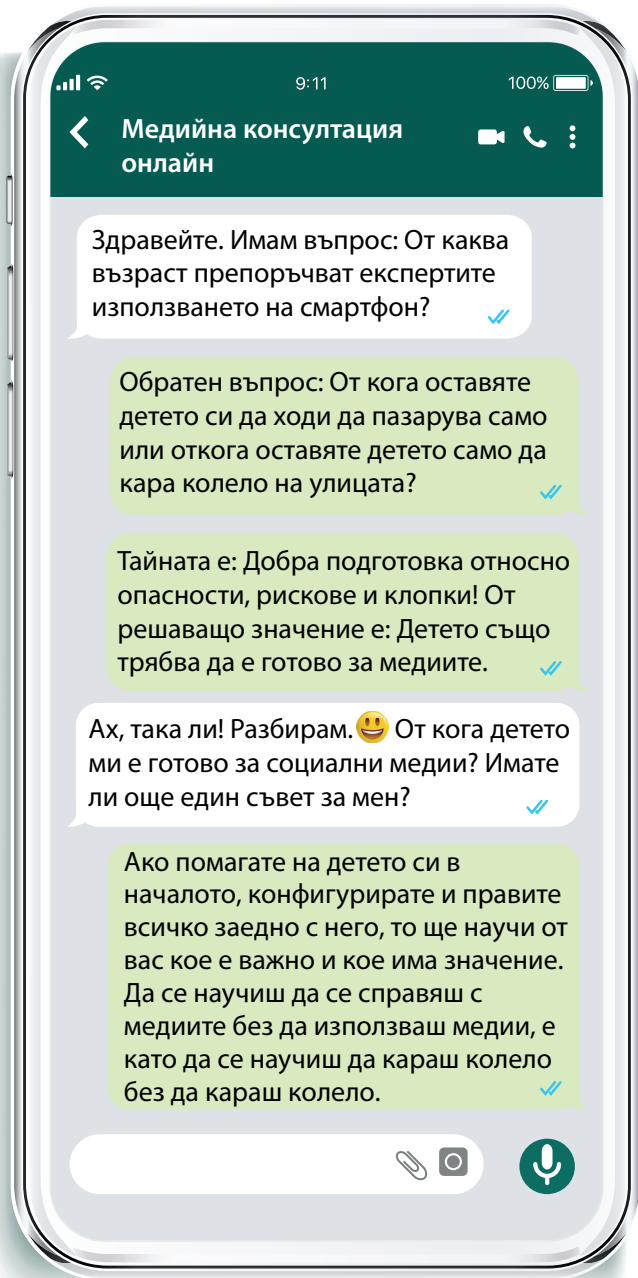 9:11
100%
Медийна консултация
онлайн
Здравейте. Имам въпрос: От каква
възраст препоръчват експертите
използването на смартфон?
Обратен въпрос: От кога оставяте
детето си да ходи да пазарува само
или откога оставяте детето само да
кара колело на улицата?
Тайната е: Добра подготовка относно
опасности, рискове и клопки! От
решаващо значение е: Детето също
трябва да е готово за медиите.
Ах, така ли! Разбирам.😃 От кога детето
ми е готово за социални медии? Имате
ли още един съвет за мен?
Ако помагате на детето си в
началото, конфигурирате и правите
всичко заедно с него, то ще научи от
вас кое е важно и кое има значение.
Да се научиш да се справяш с
медиите без да използваш медии, е
като да се научиш да караш колело
без да караш колело.